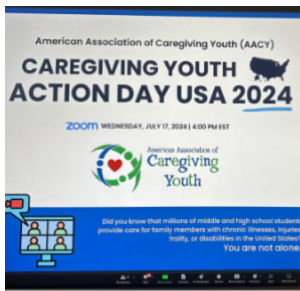 American Association of Caregiving Youth (AACY)
CAREGIVING YOUTH
ACTION DAY USA 2024
zoom WEDNESDAY, JULY 17, 2024 | 4:00 PM EST
American Association of
Caregiving
Youth
Did you know that millions of middle and high school student
provide care for family members with chronic illnesses, injuries
frailty, or disabilities in the United States?
You are not alone